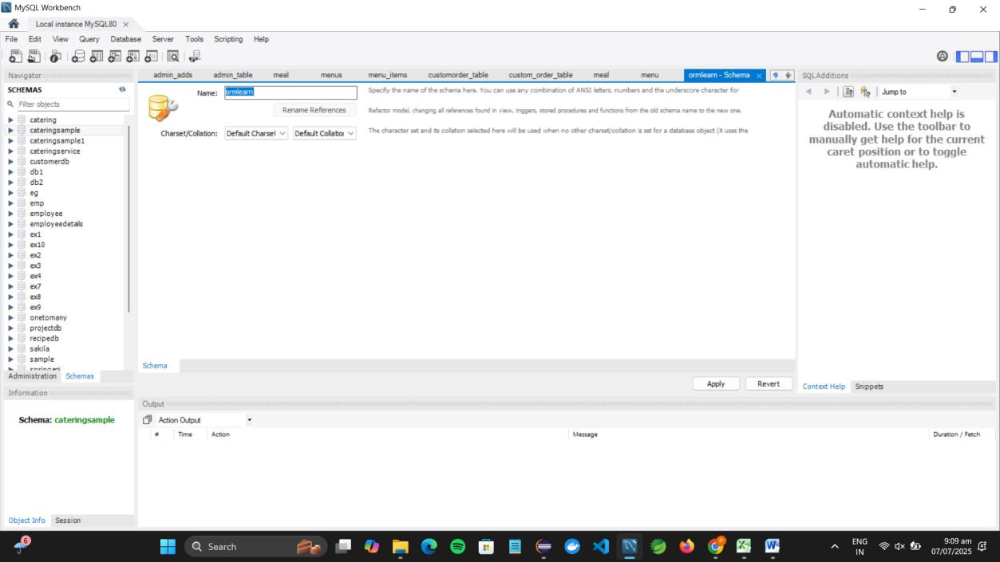 MySQL Workbench
Local instance MySQL80
File Edit View Query Database Server Tools Scripting Help
Navigator
SCHEMAS
Filter objects
catering
cateringsample
cateringsample1
cateringservice
customerdb
db1
db2
eg
emp
employee
employeedetails
ex1
ex10
ex2
ex3
ex4
ex7
ex8
ex9
onetomany
projectdb
recipedb
sakila
sample
springapi
Administration Schemas
Information
Schema: cateringsample
Object Info Session
admin_adds admin_table meal menus menu_items customorder_table custom_order_table meal menu ormlearn - Schema
Name: ormlearn
Specify the name of the schema here. You can use any combination of ANSI letters, numbers and the underscore character for
Rename References
Refactor model, changing all references found in view, triggers, stored procedures and functions from the old schema name to the new one.
Charset/Collation: Default Charset Default Collation
The character set and its collation selected here will be used when no other charset/collation is set for a database object (it uses the
Schema
Apply Revert
Output
Action Output
# Time Action Message Duration / Fetch
SQLAdditions
Jump to
Automatic context help is
disabled. Use the toolbar to
manually get help for the current
caret position or to toggle
automatic help.
Context Help Snippets
6
Search
ENG
IN
9:09 am
07/07/2025